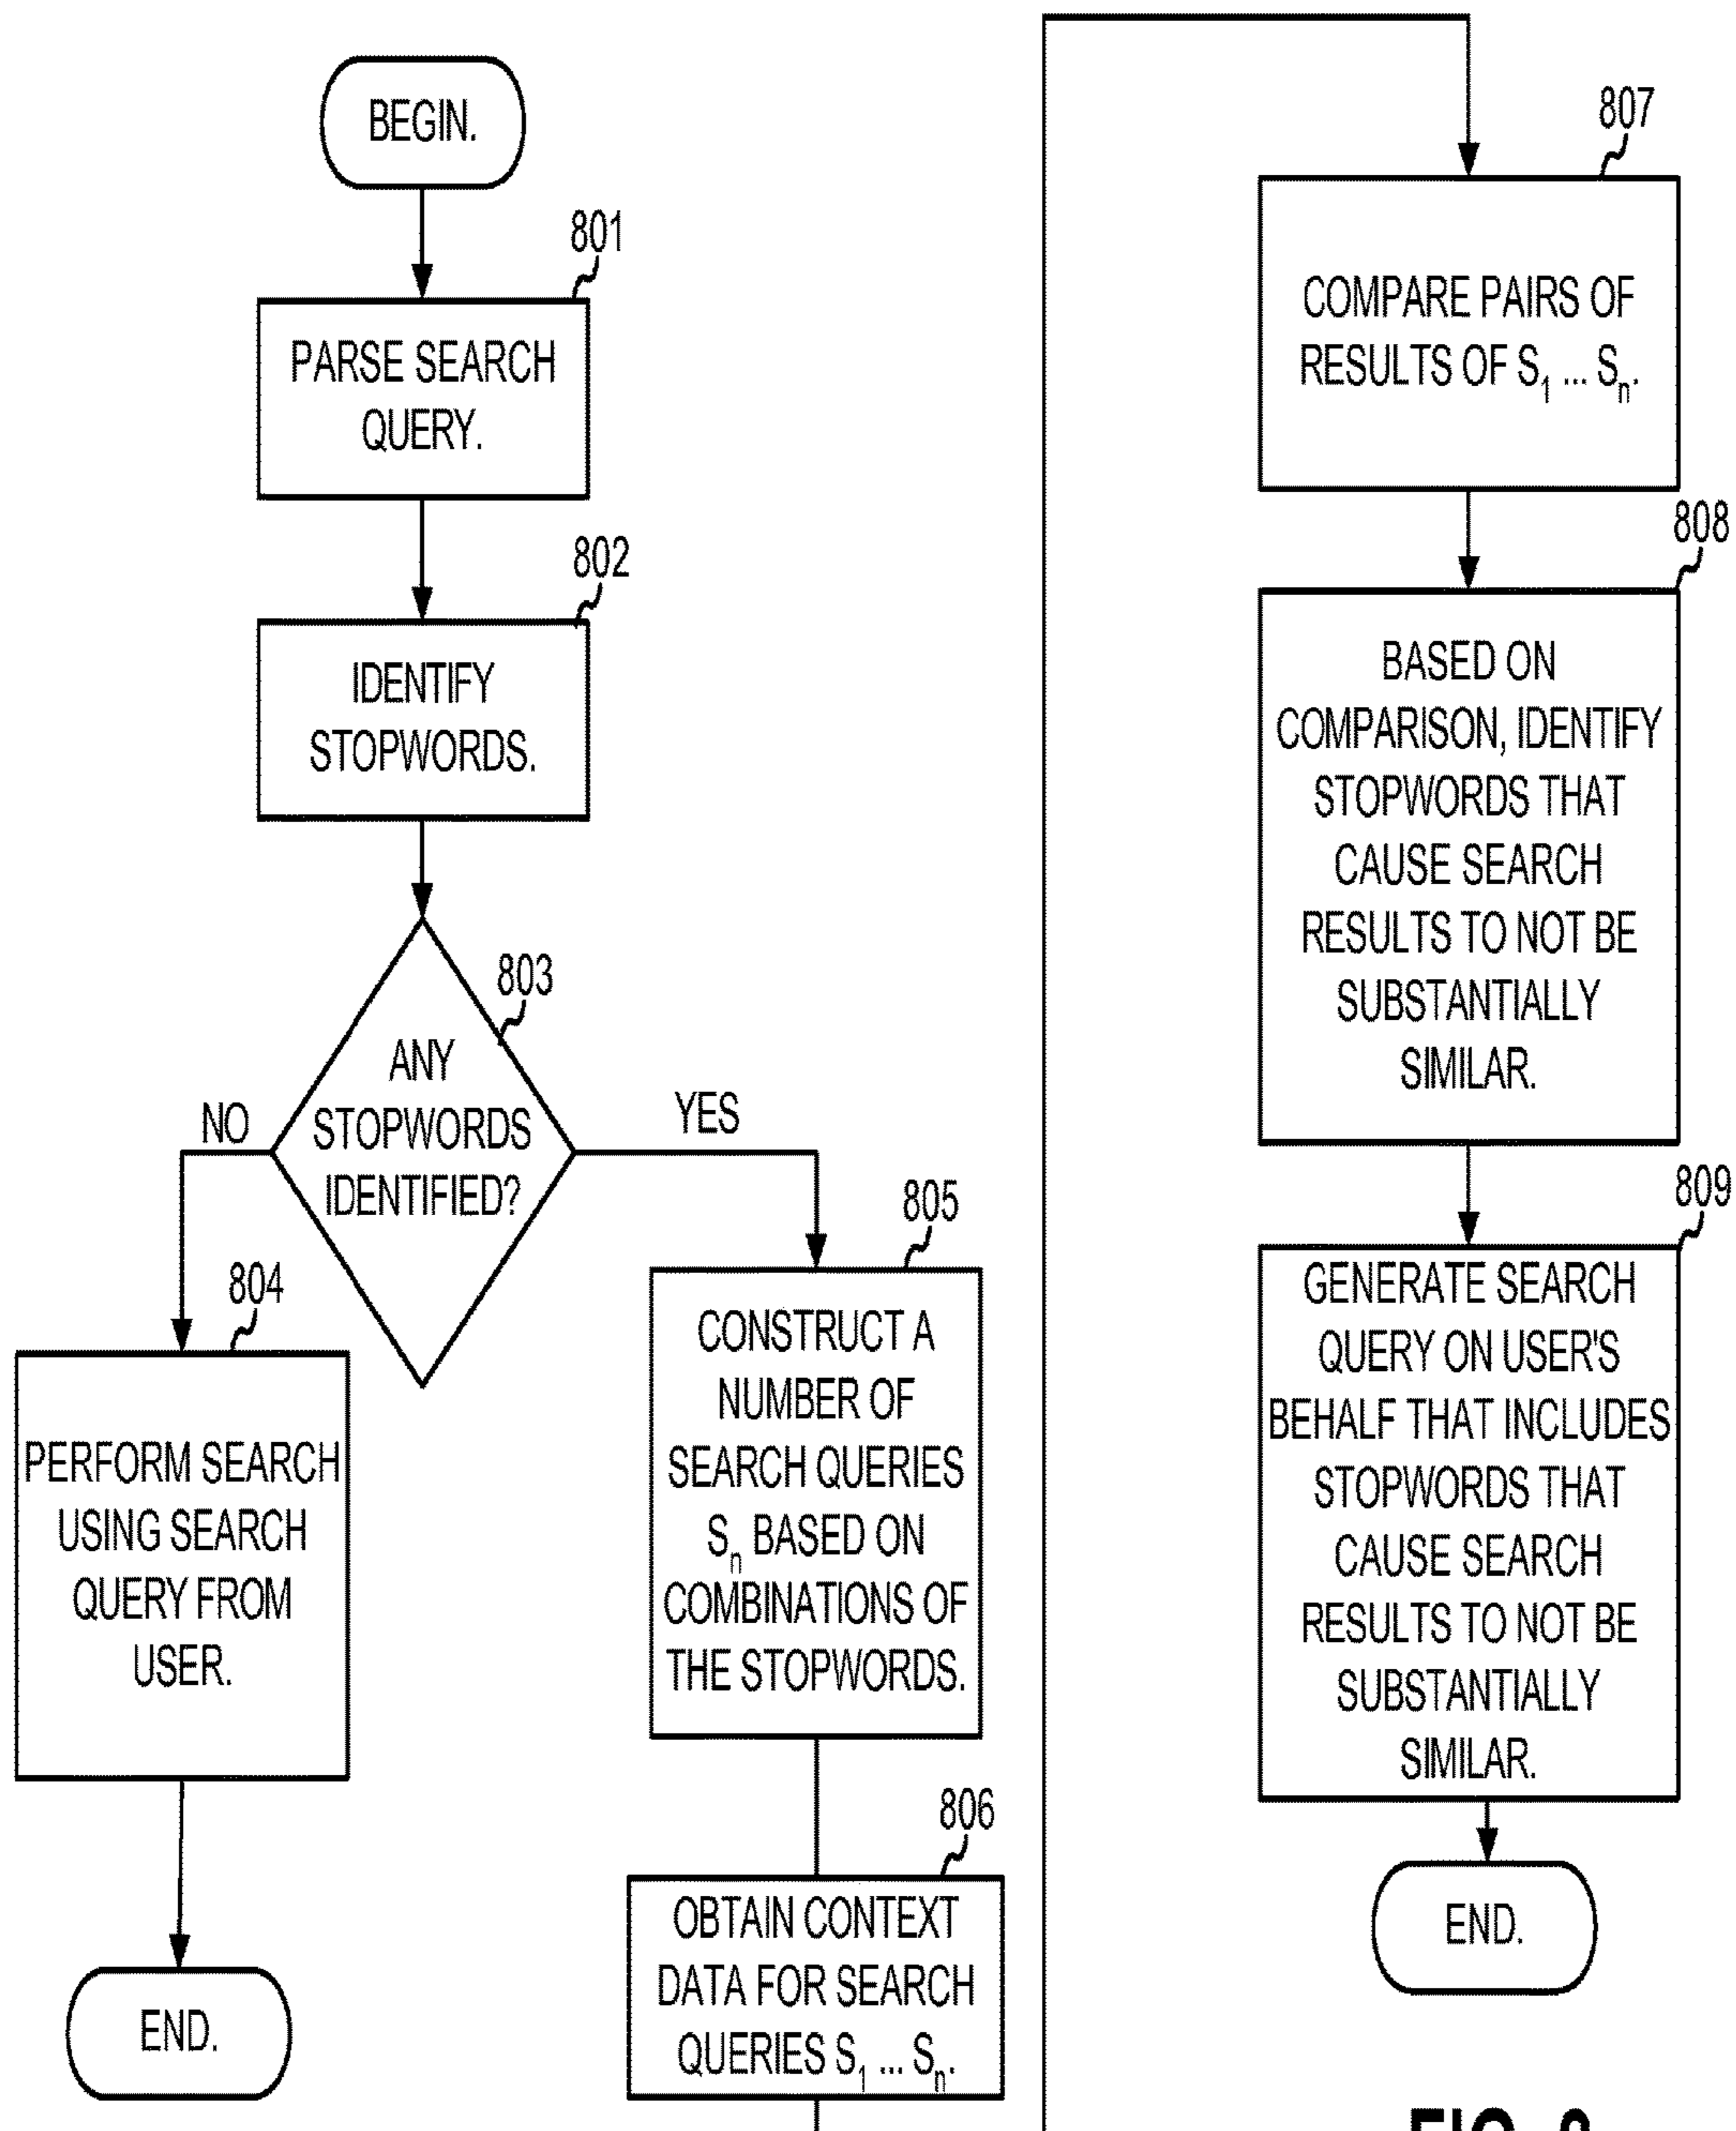 BEGIN.
801
PARSE SEARCH
QUERY.
802
IDENTIFY
STOPWORDS.
803
ANY
STOPWORDS
IDENTIFIED?
NO
YES
804
PERFORM SEARCH
USING SEARCH
QUERY FROM
USER.
END.
805
CONSTRUCT A
NUMBER OF
SEARCH QUERIES
Sn BASED ON
COMBINATIONS OF
THE STOPWORDS.
806
OBTAIN CONTEXT
DATA FOR SEARCH
QUERIES S1 ... Sn.
807
COMPARE PAIRS OF
RESULTS OF S1 ... Sn.
808
BASED ON
COMPARISON, IDENTIFY
STOPWORDS THAT
CAUSE SEARCH
RESULTS TO NOT BE
SUBSTANTIALLY
SIMILAR.
809
GENERATE SEARCH
QUERY ON USER'S
BEHALF THAT INCLUDES
STOPWORDS THAT
CAUSE SEARCH
RESULTS TO NOT BE
SUBSTANTIALLY
SIMILAR.
END.